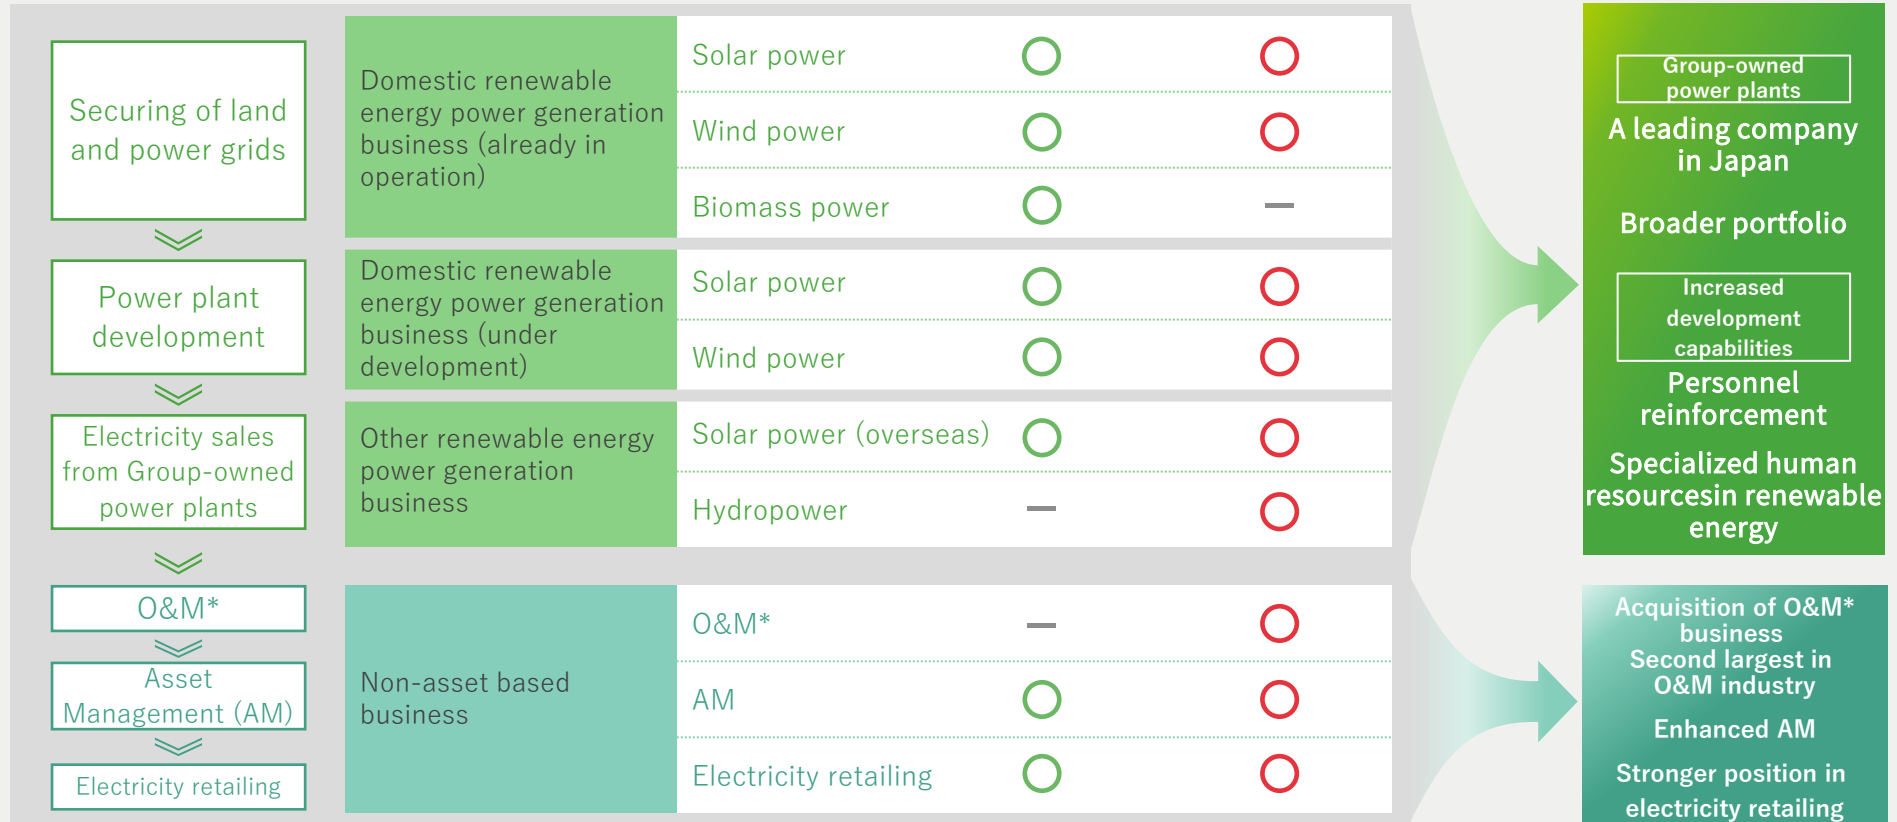 Securing of land
and power grids
Power plant
development
Electricity sales
from Group-owned
power plants
O&M*
Asset
Management (AM)
Electricity retailing
Domestic renewable
energy power generation
business (already in
operation)
Solar power
Wind power
Biomass power
Domestic renewable
energy power generation
business (under
development)
Solar power
Wind power
Other renewable energy
power generation
business
Solar power (overseas)
Hydropower
Non-asset based
business
O&M*
AM
Electricity retailing
Group-owned
power plants
A leading company
in Japan
Broader portfolio
Increased
development
capabilities
Personnel
reinforcement
Specialized human
resourcesin renewable
energy
Acquisition of O&M*
business
Second largest in
O&M industry
Enhanced AM
Stronger position in
electricity retailing